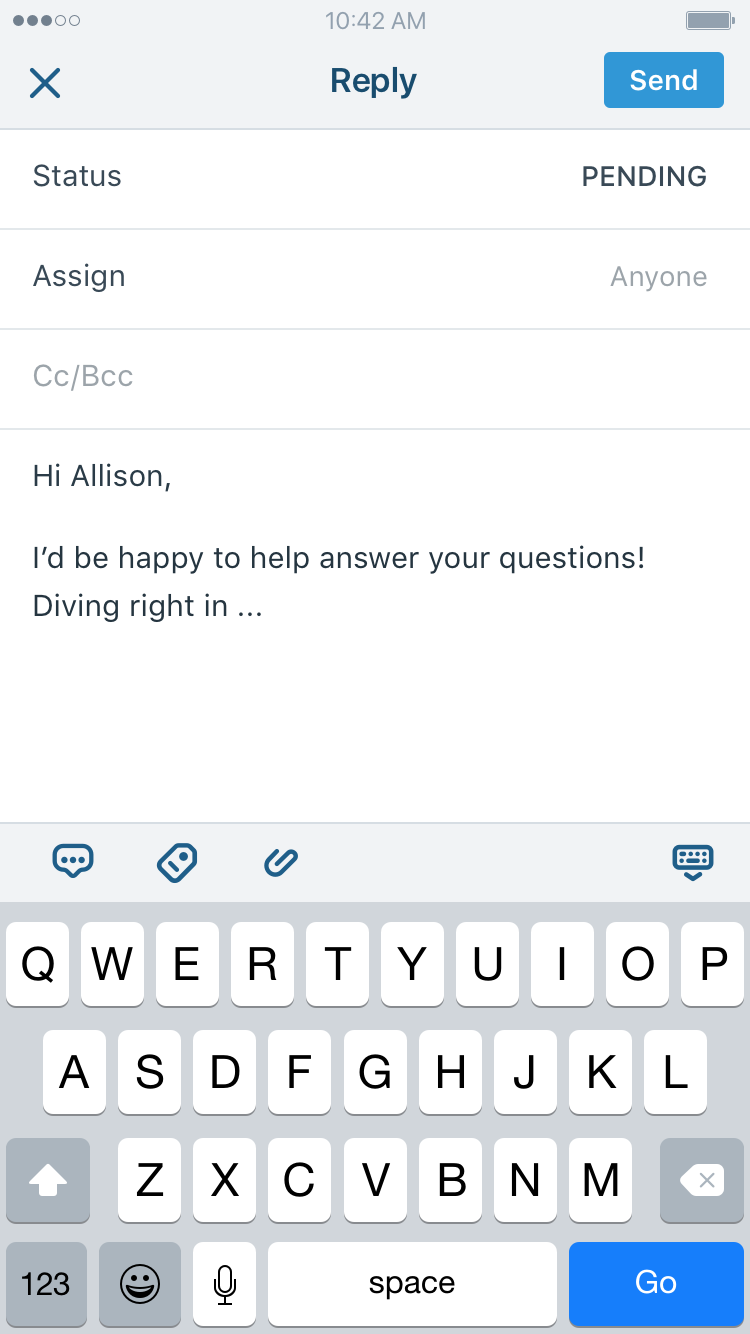 10:42 AM
Reply Send
Status PENDING
Assign Anyone
Cc/Bcc
Hi Allison,
I’d be happy to help answer your questions!
Diving right in ...
Q W E R T Y U I O P
A S D F G H J K L
Z X C V B N M
123 space Go